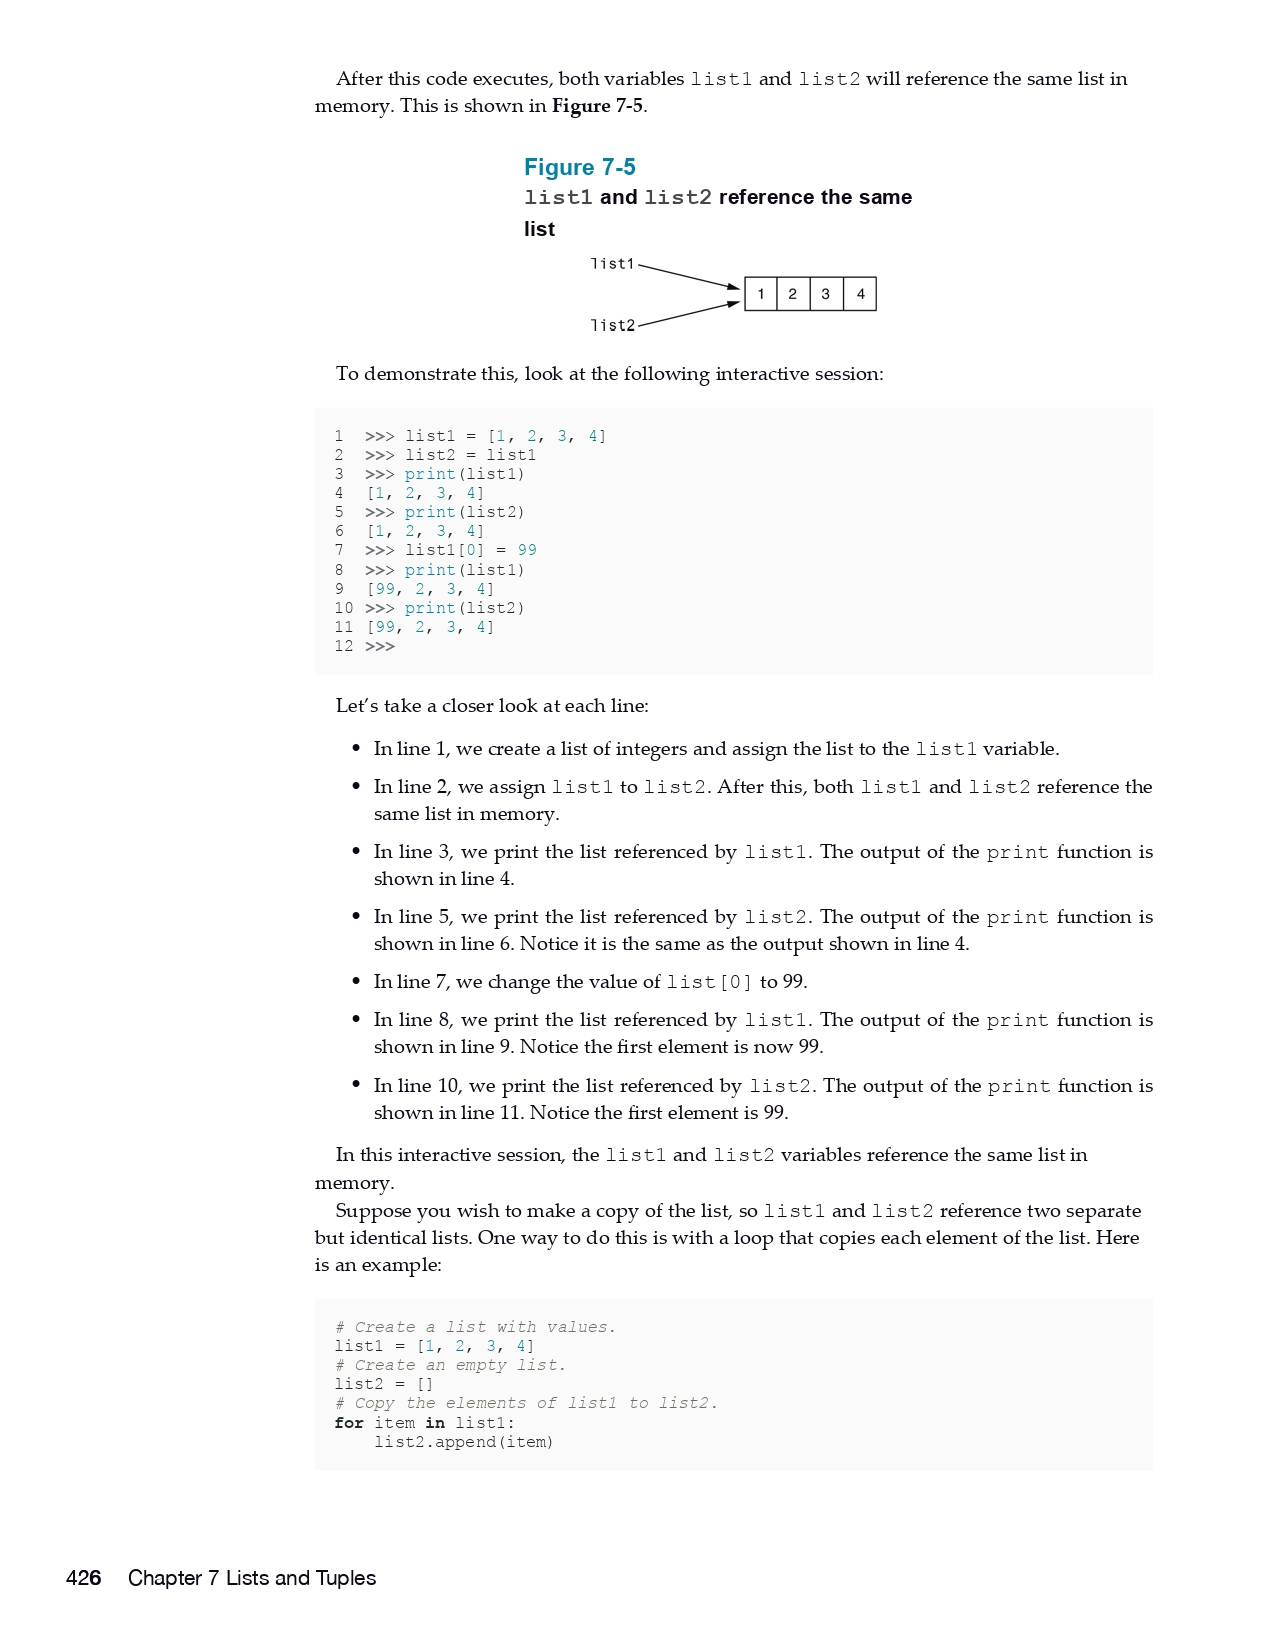 After this code executes, both variables list1 and list2 will reference the same list in
memory. This is shown in Figure 7-5.
Figure 7-5
list1 and list2 reference the same
list
list1
1 2 3 4
list2
To demonstrate this, look at the following interactive session:
1 >>> list1 = [1, 2, 3, 4]
2 >>> list2 = list1
3 >>> print(list1)
4 [1, 2, 3, 4]
5 >>> print(list2)
6 [1, 2, 3, 4]
7 >>> list1[0] = 99
8 >>> print(list1)
9 [99, 2, 3, 4]
10 >>> print(list2)
11 [99, 2, 3, 4]
12 >>>
Let’s take a closer look at each line:
• In line 1, we create a list of integers and assign the list to the list1 variable.
• In line 2, we assign list1 to list2. After this, both list1 and list2 reference the
same list in memory.
• In line 3, we print the list referenced by list1. The output of the print function is
shown in line 4.
• In line 5, we print the list referenced by list2. The output of the print function is
shown in line 6. Notice it is the same as the output shown in line 4.
• In line 7, we change the value of list[0] to 99.
• In line 8, we print the list referenced by list1. The output of the print function is
shown in line 9. Notice the first element is now 99.
• In line 10, we print the list referenced by list2. The output of the print function is
shown in line 11. Notice the first element is 99.
In this interactive session, the list1 and list2 variables reference the same list in
memory.
Suppose you wish to make a copy of the list, so list1 and list2 reference two separate
but identical lists. One way to do this is with a loop that copies each element of the list. Here
is an example:
# Create a list with values.
list1 = [1, 2, 3, 4]
# Create an empty list.
list2 = []
# Copy the elements of list1 to list2.
for item in list1:
    list2.append(item)
426 Chapter 7 Lists and Tuples